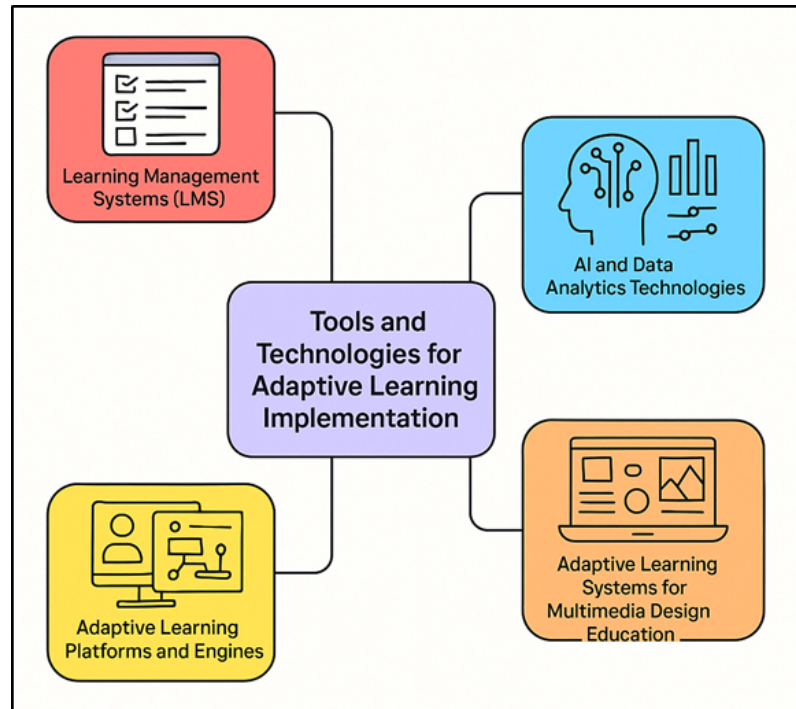 Learning Management
Systems (LMS)
AI and Data
Analytics Technologies
Tools and
Technologies for
Adaptive Learning
Implementation
Adaptive Learning
Platforms and Engines
Adaptive Learning
Systems for
Multimedia Design
Education